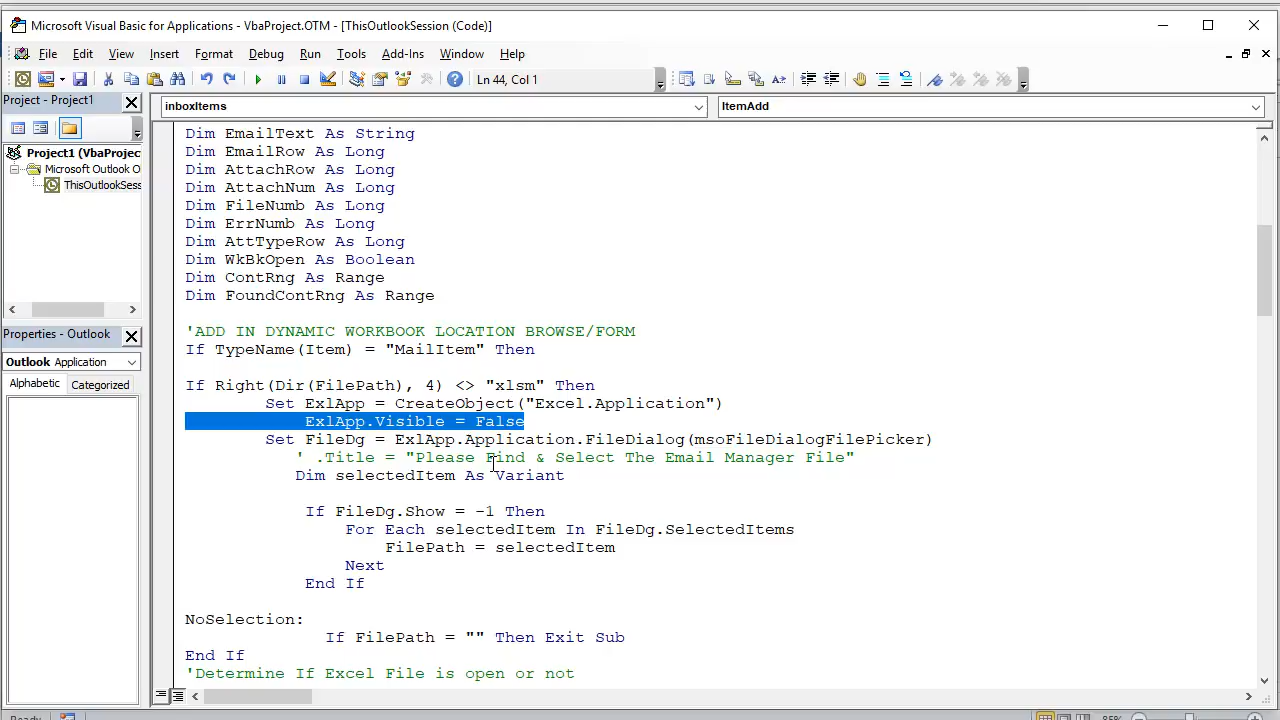 Microsoft Visual Basic for Applications - VbaProject.OTM - [ThisOutlookSession (Code)]
File Edit View Insert Format Debug Run Tools Add-Ins Window Help
Ln 44, Col 1
Project - Project1
inboxItems
ItemAdd
Project1 (VbaProjec
Microsoft Outlook O
ThisOutlookSess
Properties - Outlook
Outlook Application
Alphabetic Categorized
Dim EmailText As String
Dim EmailRow As Long
Dim AttachRow As Long
Dim AttachNum As Long
Dim FileNumb As Long
Dim ErrNumb As Long
Dim AttTypeRow As Long
Dim WkBkOpen As Boolean
Dim ContRng As Range
Dim FoundContRng As Range
'ADD IN DYNAMIC WORKBOOK LOCATION BROWSE/FORM
If TypeName(Item) = "MailItem" Then
If Right(Dir(FilePath), 4) <> "xlsm" Then
Set ExlApp = CreateObject("Excel.Application")
ExlApp.Visible = False
Set FileDg = ExlApp.Application.FileDialog(msoFileDialogFilePicker)
' .Title = "Please Find & Select The Email Manager File"
Dim selectedItem As Variant
If FileDg.Show = -1 Then
For Each selectedItem In FileDg.SelectedItems
FilePath = selectedItem
Next
End If
NoSelection:
If FilePath = "" Then Exit Sub
End If
'Determine If Excel File is open or not
Ready
85%